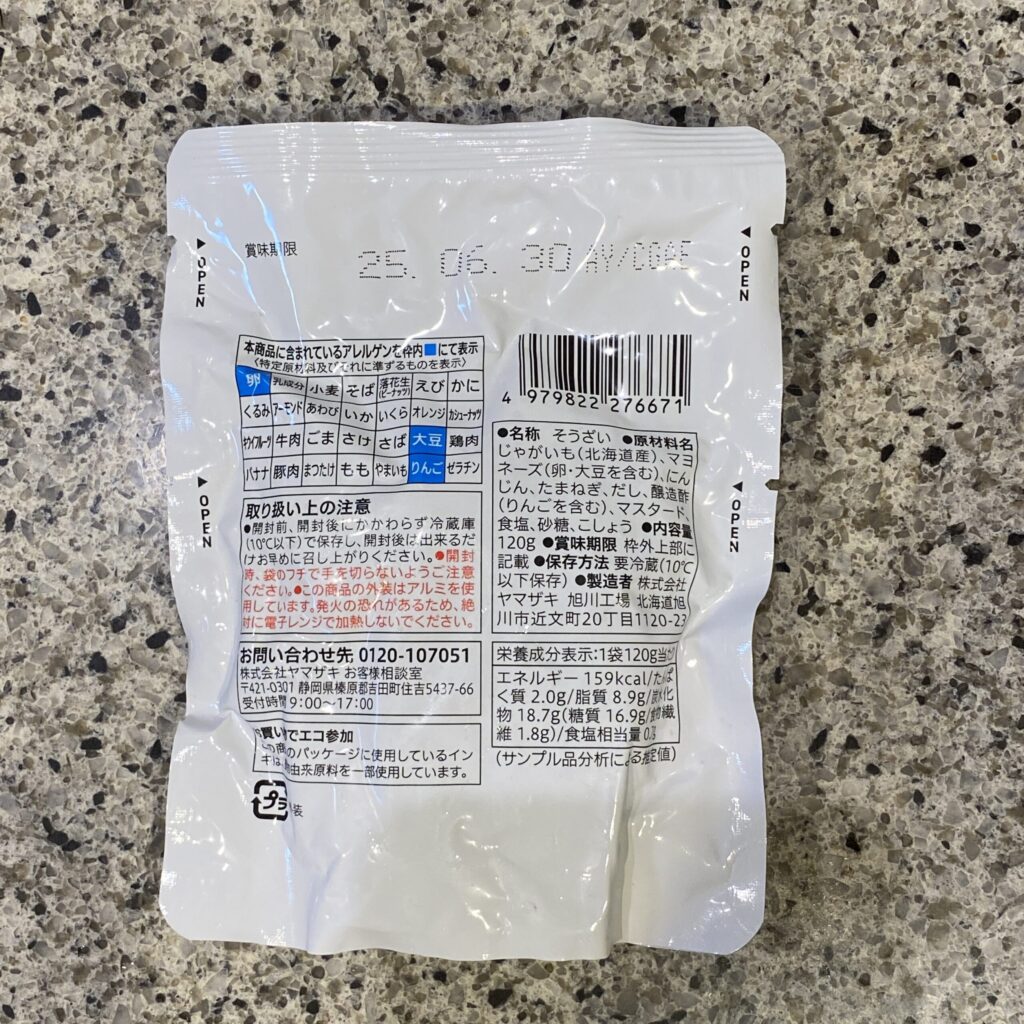 賞味期限
25. 06. 30
OPEN
OPEN
OPEN
OPEN
本商品に含まれているアレルゲンを枠内■にて表示
〈特定原材料及びそれに準ずるものを表示〉
卵 乳成分 小麦 そば 落花生(ピーナッツ) えび かに
くるみ アーモンド あわび いか いくら オレンジ カシューナッツ
キウイフルーツ 牛肉 ごま さけ さば 大豆 鶏肉
バナナ 豚肉 まつたけ もも やまいも りんご ゼラチン
取り扱い上の注意
●開封前、開封後にかかわらず冷蔵庫
(10℃以下)で保存し、開封後は出来るだ
けお早めに召し上がりください。●開封
時、袋のフチで手を切らないようご注意
ください。●この商品の外装はアルミを使
用しています。発火の恐れがあるため、絶
対に電子レンジで加熱しないでください。
お問い合わせ先 0120-107051
株式会社ヤマザキ お客様相談室
〒421-0301 静岡県榛原郡吉田町住吉5437-66
受付時間 9:00〜17:00
でエコ参加
のパッケージに使用しているイン
由来原料を一部使用しています。
プラ
装
4 979822 276671
●名称 そうざい ●原材料名
じゃがいも(北海道産)、マヨ
ネーズ(卵・大豆を含む)、にん
じん、たまねぎ、だし、醸造酢
(りんごを含む)、マスタード、
食塩、砂糖、こしょう ●内容量
120g ●賞味期限 枠外上部に
記載 ●保存方法 要冷蔵(10℃
以下保存) ●製造者 株式会社
ヤマザキ 旭川工場 北海道旭
川市近文町20丁目1120-23
栄養成分表示:1袋120g当たり
エネルギー 159kcal/たんぱ
く質 2.0g/脂質 8.9g/炭水化
物 18.7g(糖質 16.9g/食物繊
維 1.8g)/食塩相当量
(サンプル品分析による推定値)